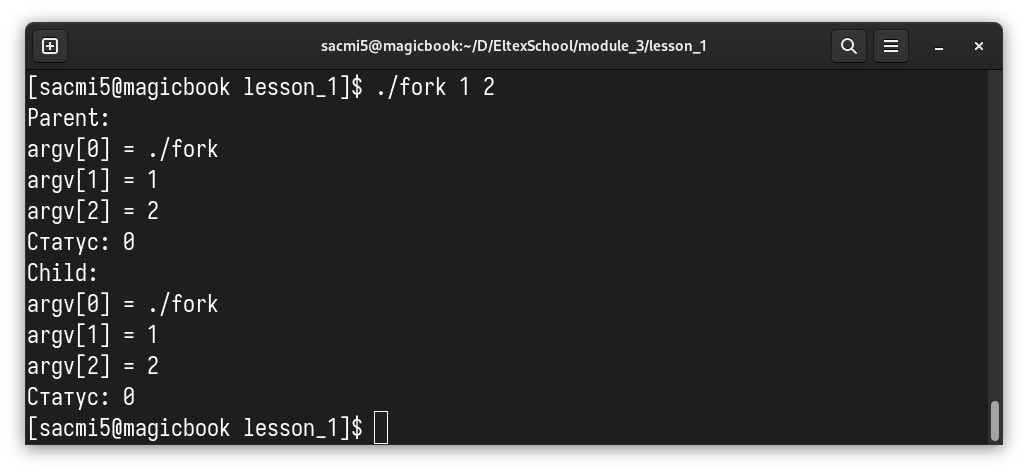 sacmi5@magicbook:~/D/EltexSchool/module_3/lesson_1
[sacmi5@magicbook lesson_1]$ ./fork 1 2
Parent:
argv[0] = ./fork
argv[1] = 1
argv[2] = 2
Статус: 0
Child:
argv[0] = ./fork
argv[1] = 1
argv[2] = 2
Статус: 0
[sacmi5@magicbook lesson_1]$